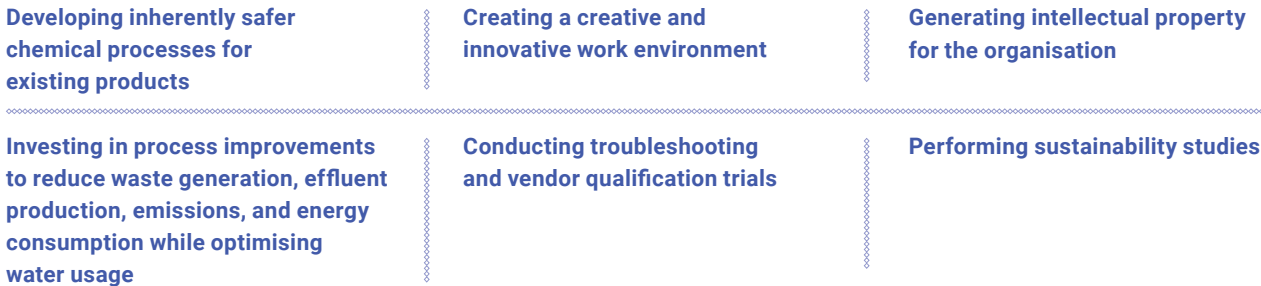 Developing inherently safer
chemical processes for
existing products
Creating a creative and
innovative work environment
Generating intellectual property
for the organisation
Investing in process improvements
to reduce waste generation, effluent
production, emissions, and energy
consumption while optimising
water usage
Conducting troubleshooting
and vendor qualification trials
Performing sustainability studies